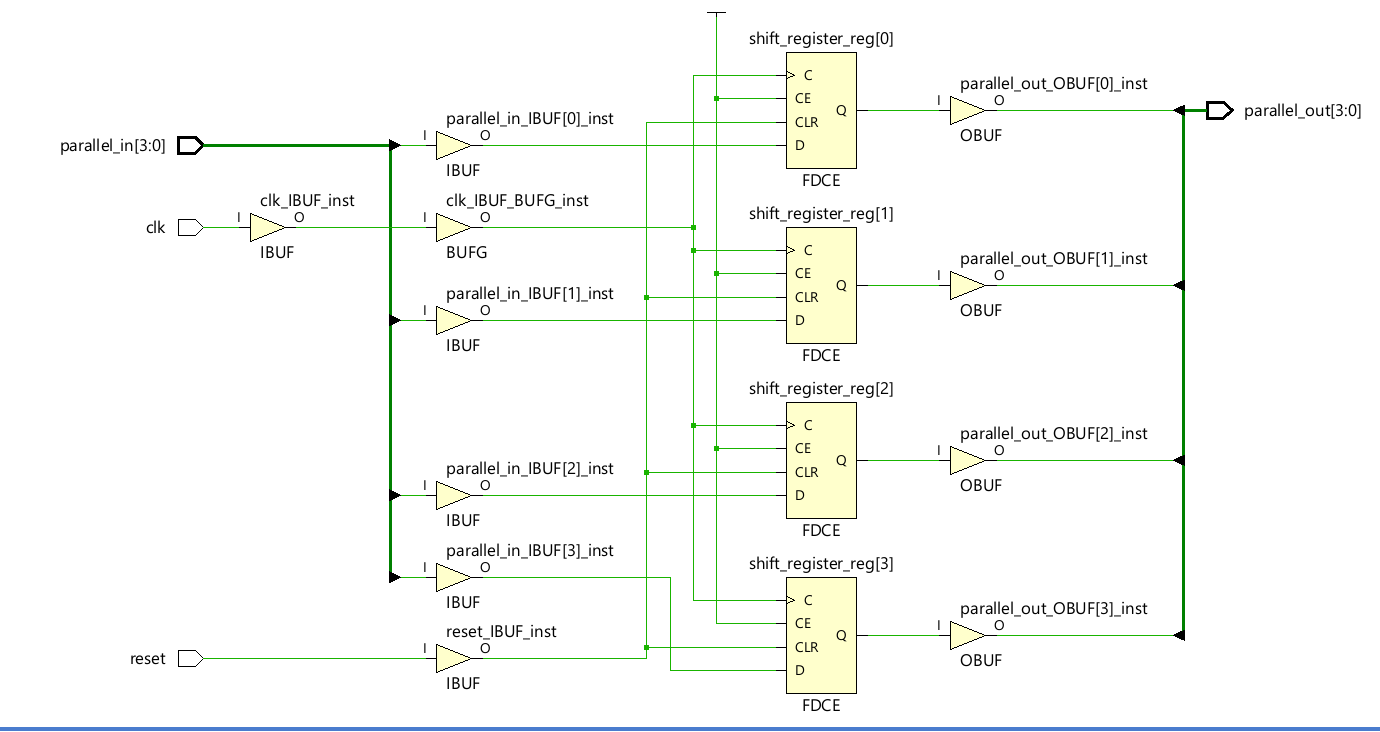 shift_register_reg[0]
C
CE
CLR
D
Q
FDCE
parallel_out_OBUF[0]_inst
I
O
OBUF
parallel_out[3:0]
parallel_in[3:0]
parallel_in_IBUF[0]_inst
I
O
IBUF
clk
clk_IBUF_inst
I
O
IBUF
clk_IBUF_BUFG_inst
I
O
BUFG
shift_register_reg[1]
C
CE
CLR
D
Q
FDCE
parallel_out_OBUF[1]_inst
I
O
OBUF
parallel_in_IBUF[1]_inst
I
O
IBUF
shift_register_reg[2]
C
CE
CLR
D
Q
FDCE
parallel_out_OBUF[2]_inst
I
O
OBUF
parallel_in_IBUF[2]_inst
I
O
IBUF
parallel_in_IBUF[3]_inst
I
O
IBUF
shift_register_reg[3]
C
CE
CLR
D
Q
FDCE
parallel_out_OBUF[3]_inst
I
O
OBUF
reset
reset_IBUF_inst
I
O
IBUF